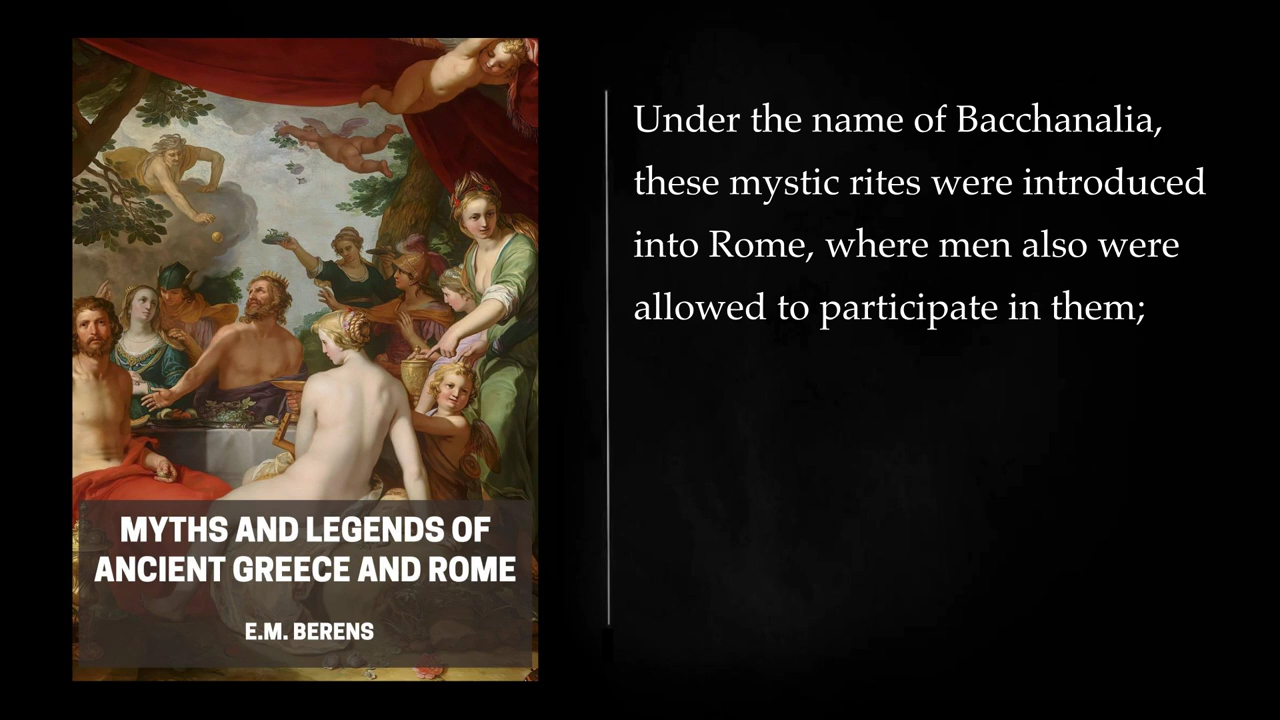 MYTHS AND LEGENDS OF
ANCIENT GREECE AND ROME
E.M. BERENS
Under the name of Bacchanalia,
these mystic rites were introduced
into Rome, where men also were
allowed to participate in them;